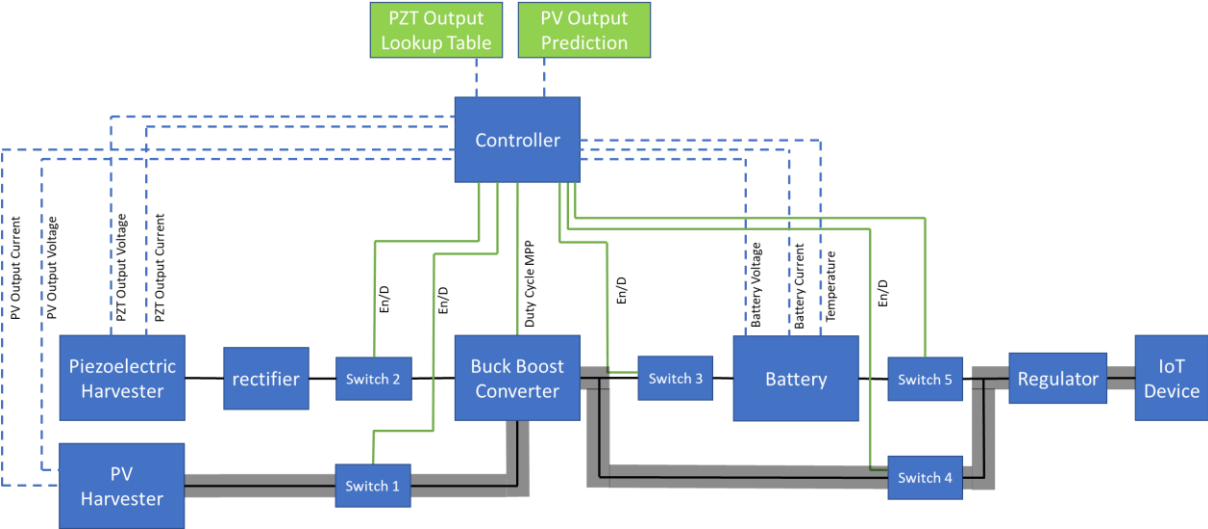 PZT Output
Lookup Table
PV Output
Prediction
Controller
PV Output Current
PV Output Voltage
PZT Output Voltage
PZT Output Current
En/D
En/D
Duty Cycle MPP
En/D
Battery Voltage
Battery Current
Temperature
En/D
Piezoelectric
Harvester
rectifier
Switch 2
Buck Boost
Converter
Switch 3
Battery
Switch 5
Regulator
IoT
Device
PV
Harvester
Switch 1
Switch 4